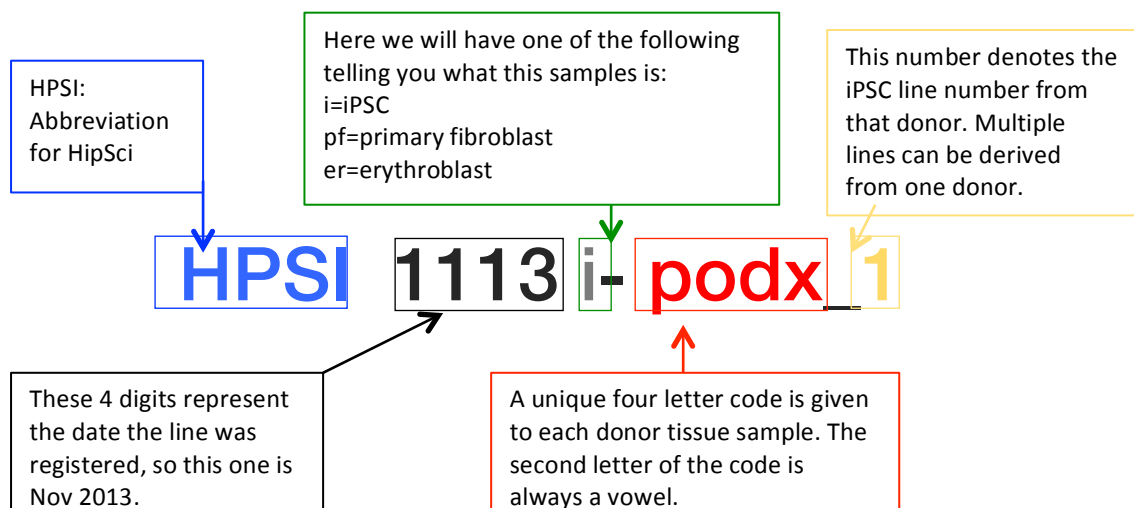 HPSI:
Abbreviation
for HipSci
Here we will have one of the following
telling you what this samples is:
i=iPSC
pf=primary fibroblast
er=erythroblast
This number denotes the
iPSC line number from
that donor. Multiple
lines can be derived
from one donor.
HPSI 1113 i- podx_1
These 4 digits represent
the date the line was
registered, so this one is
Nov 2013.
A unique four letter code is given
to each donor tissue sample. The
second letter of the code is
always a vowel.